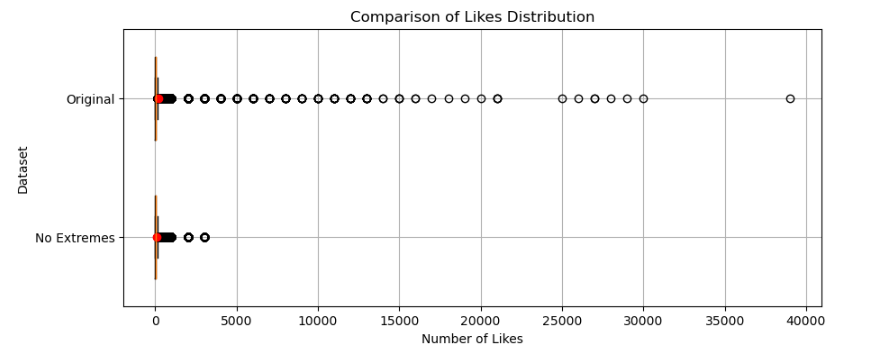 Comparison of Likes Distribution
Original
Dataset
No Extremes
0 5000 10000 15000 20000 25000 30000 35000 40000
Number of Likes